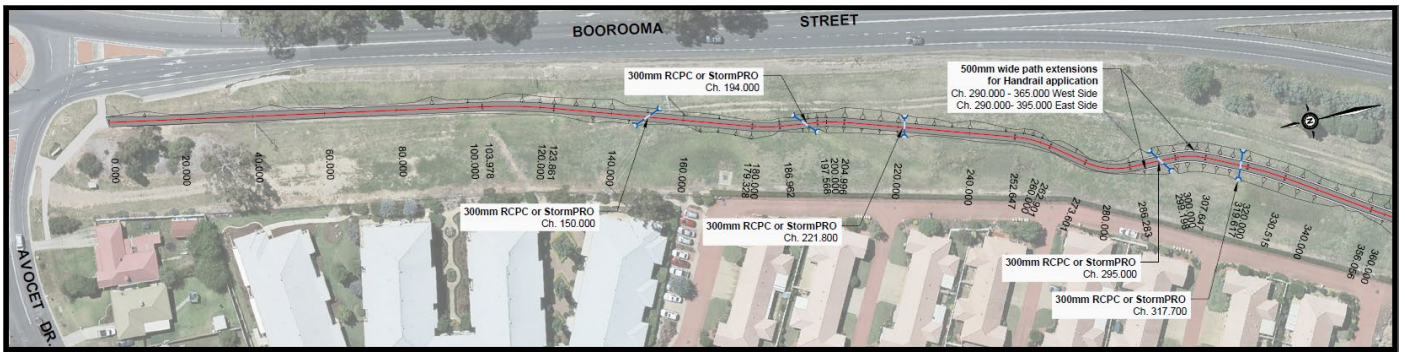 BOOROOMA STREET
300mm RCPC or StormPRO
Ch. 194.000
500mm wide path extensions
for Handrail application
Ch. 290.000 - 365.000 West Side
Ch. 290.000- 395.000 East Side
N
0.000
20.000
40.000
60.000
80.000
100.000
103.978
120.000
123.861
140.000
160.000
179.328
180.000
186.962
197.568
200.000
204.996
220.000
240.000
252.647
260.000
273.601
280.000
286.283
300.000
307.647
319.617
320.000
330.515
340.000
356.056
360.000
300mm RCPC or StormPRO
Ch. 150.000
300mm RCPC or StormPRO
Ch. 221.800
300mm RCPC or StormPRO
Ch. 295.000
300mm RCPC or StormPRO
Ch. 317.700
AVOCET DR.